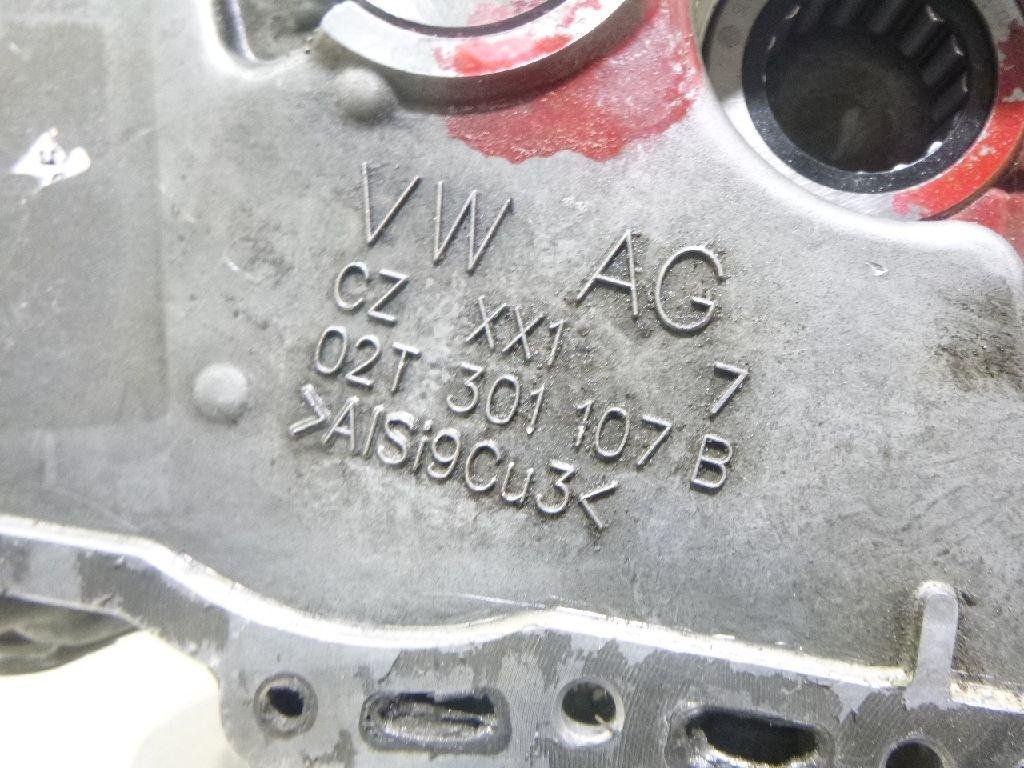 VW AG
CZ XX1 7
02T 301 107 B
>AlSi9Cu3<